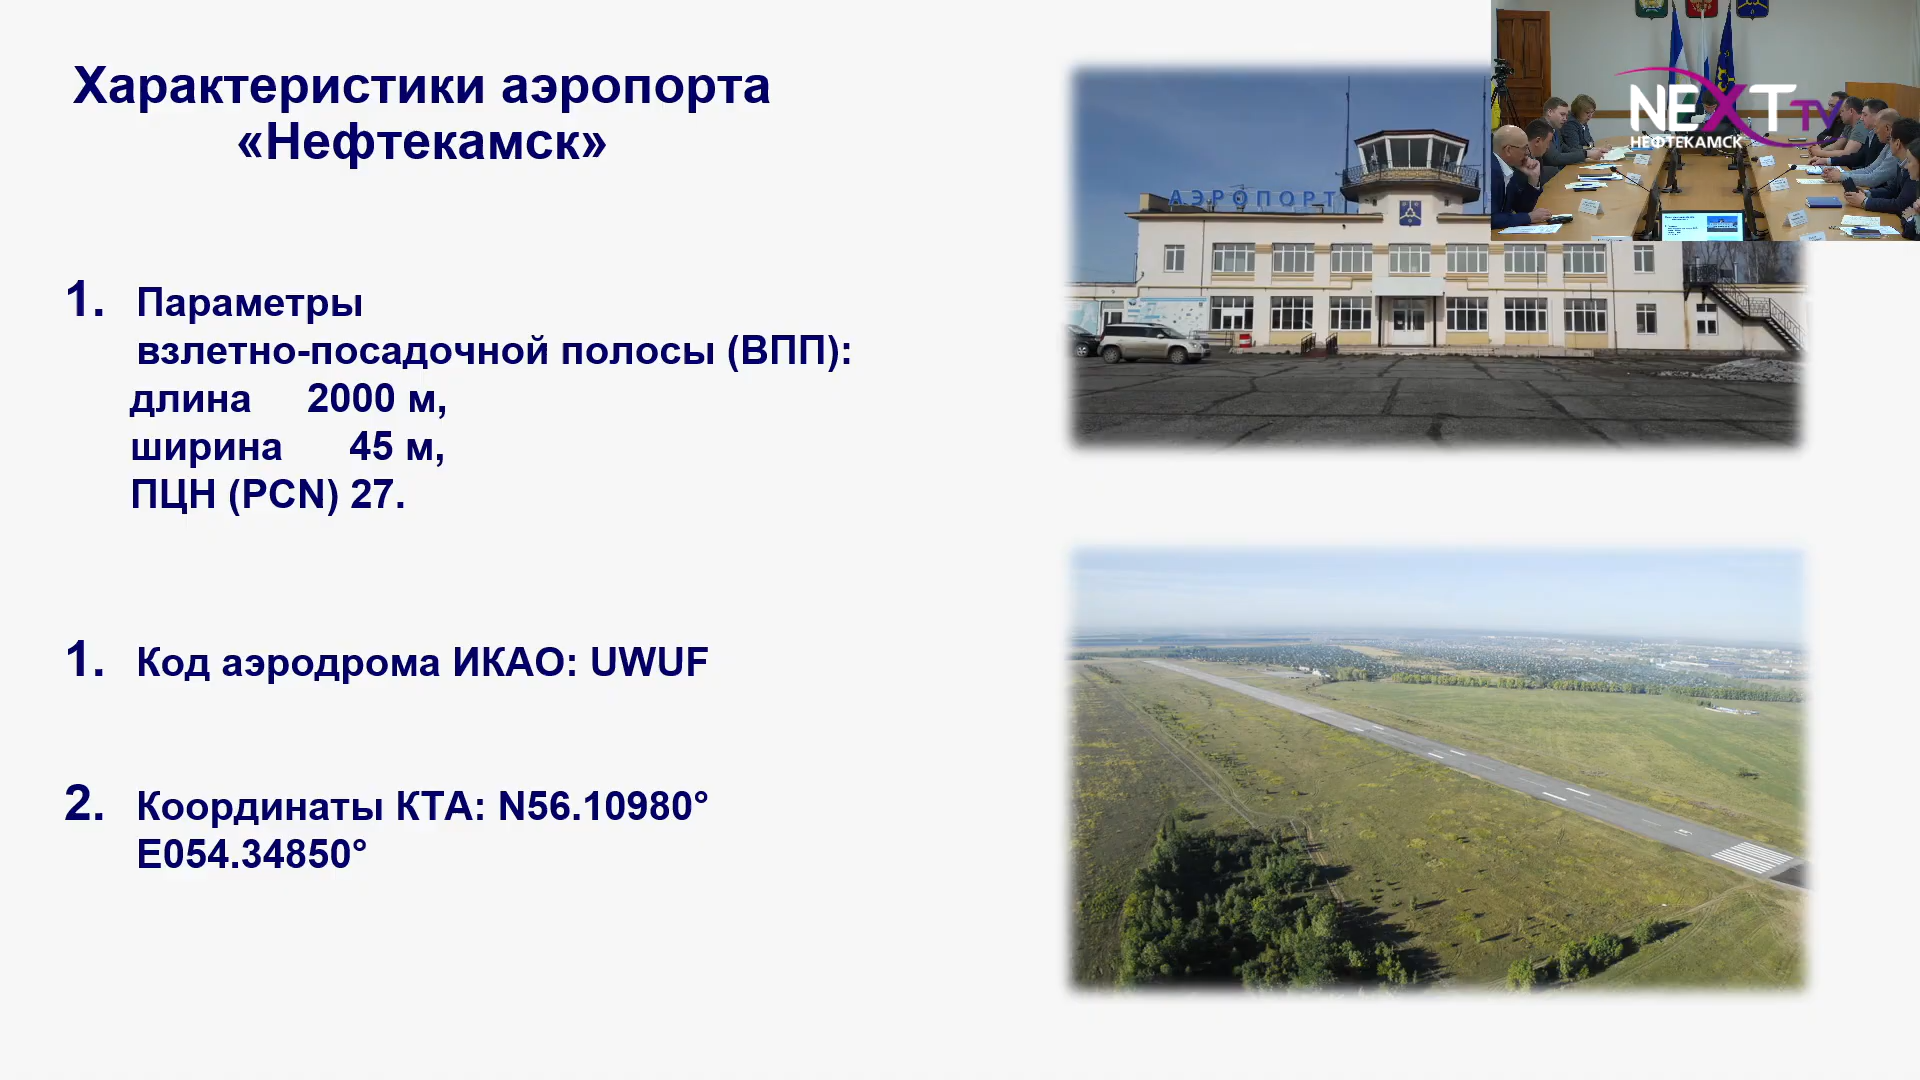 Характеристики аэропорта
«Нефтекамск»
АЭРОПОРТ
NEXT TV
НЕФТЕКАМСК
1. Параметры
взлетно-посадочной полосы (ВПП):
длина 2000 м,
ширина 45 м,
ПЦН (PCN) 27.
1. Код аэродрома ИКАО: UWUF
2. Координаты КТА: N56.10980°
E054.34850°